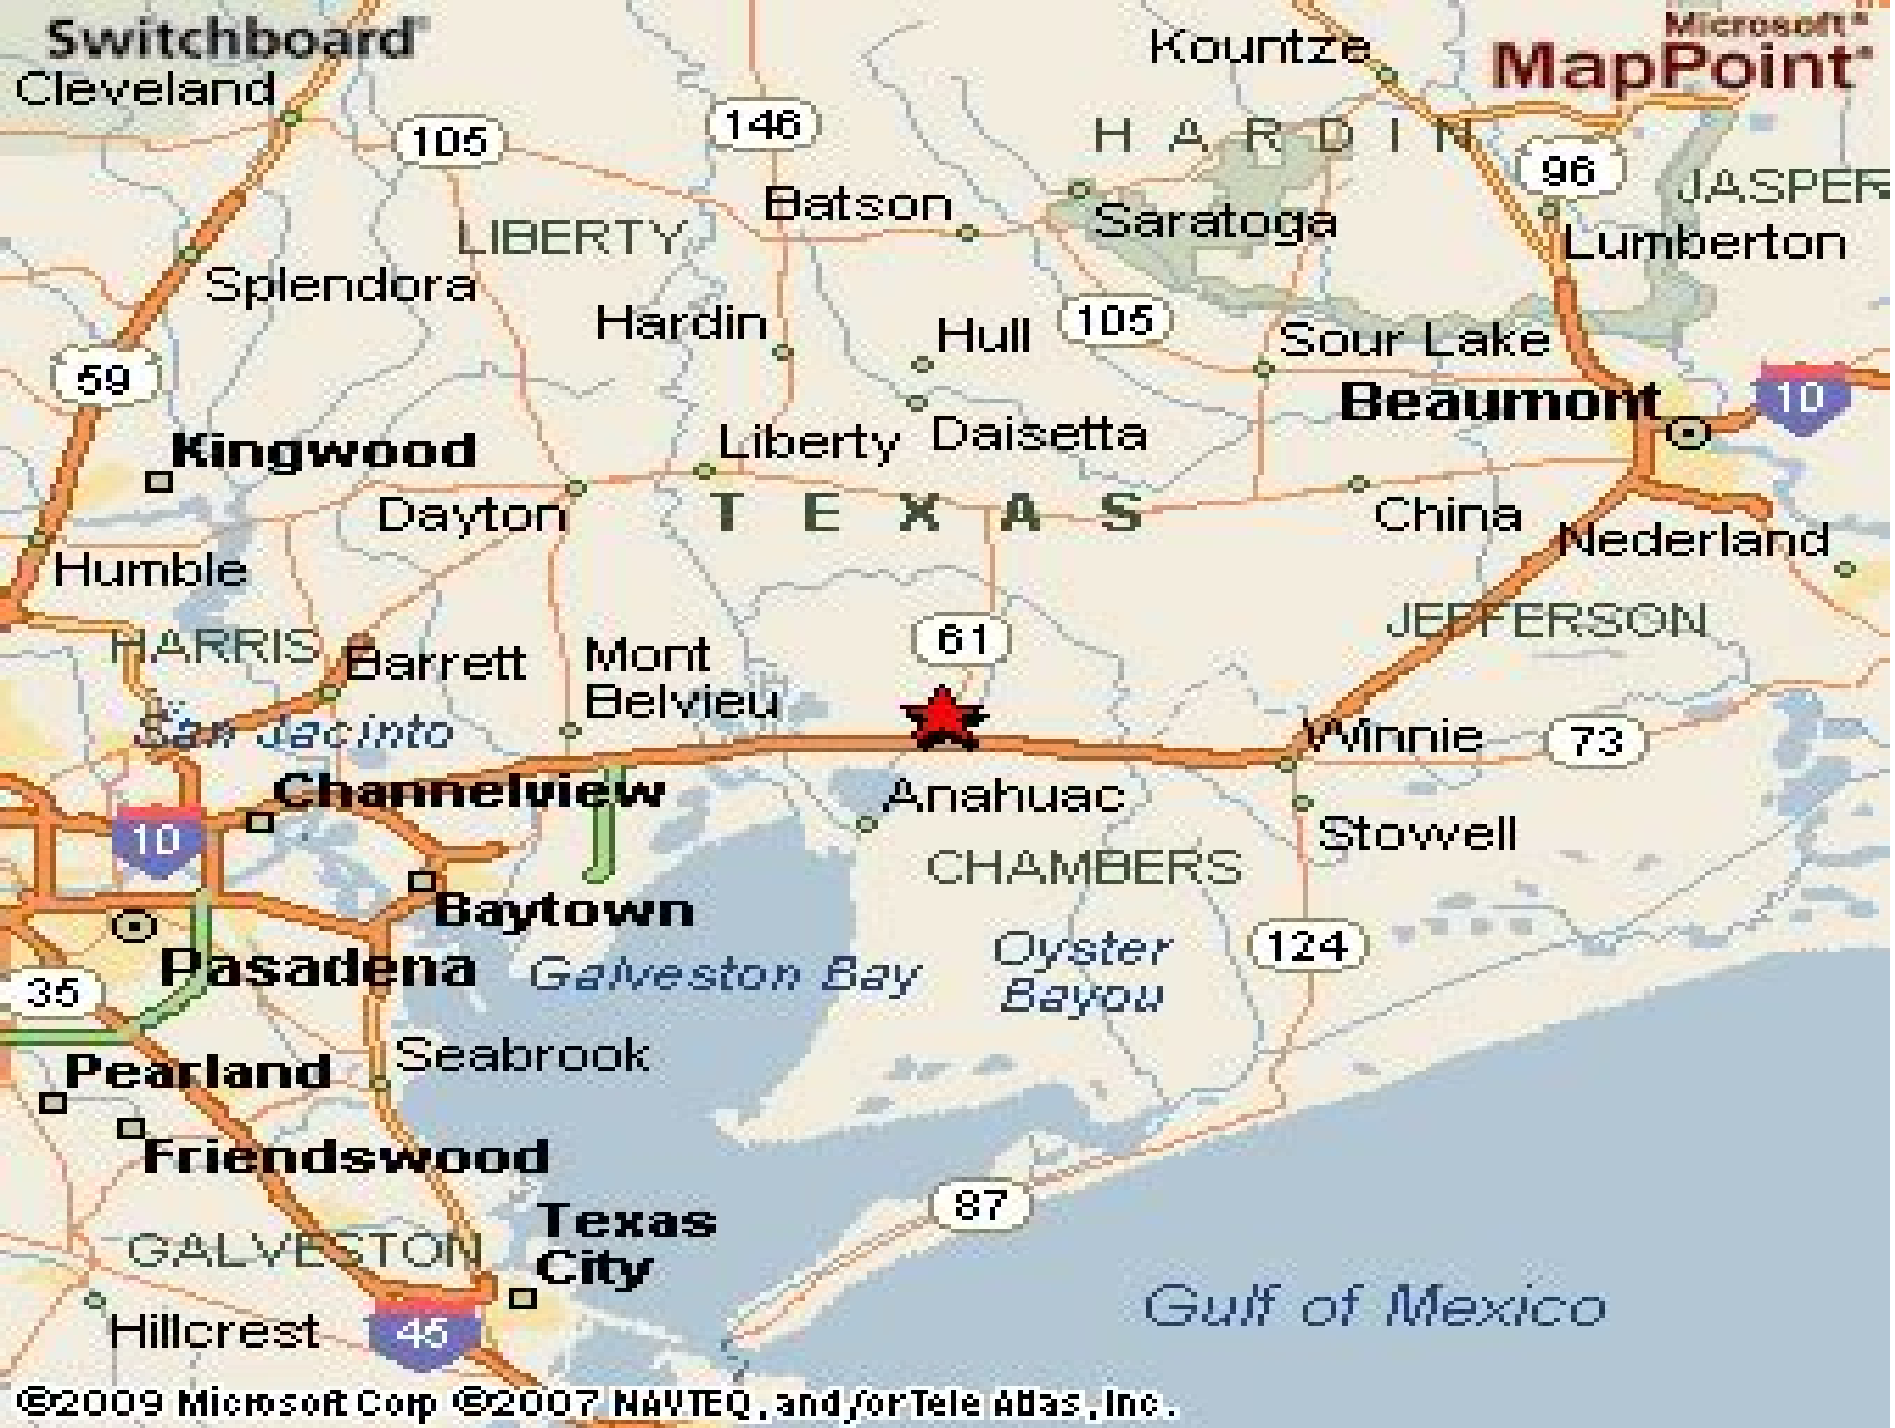 Switchboard®
Microsoft®
MapPoint®
Kountze
Cleveland
105
146
H A R D I N
96
JASPER
Batson
Saratoga
LIBERTY
Lumberton
Splendora
Hardin
Hull
105
Sour Lake
59
Beaumont
10
Kingwood
Liberty
Daisetta
Dayton
T E X A S
China
Nederland
Humble
HARRIS
Barrett
Mont
Belvieu
61
JEFFERSON
San Jacinto
Winnie
73
Channelview
Anahuac
10
Stowell
CHAMBERS
Baytown
Pasadena
Galveston Bay
Oyster
Bayou
124
35
Pearland
Seabrook
Friendswood
87
Texas
City
GALVESTON
Gulf of Mexico
Hillcrest
45
©2009 Microsoft Corp ©2007 NAVTEQ, and/or Tele Atlas, Inc.